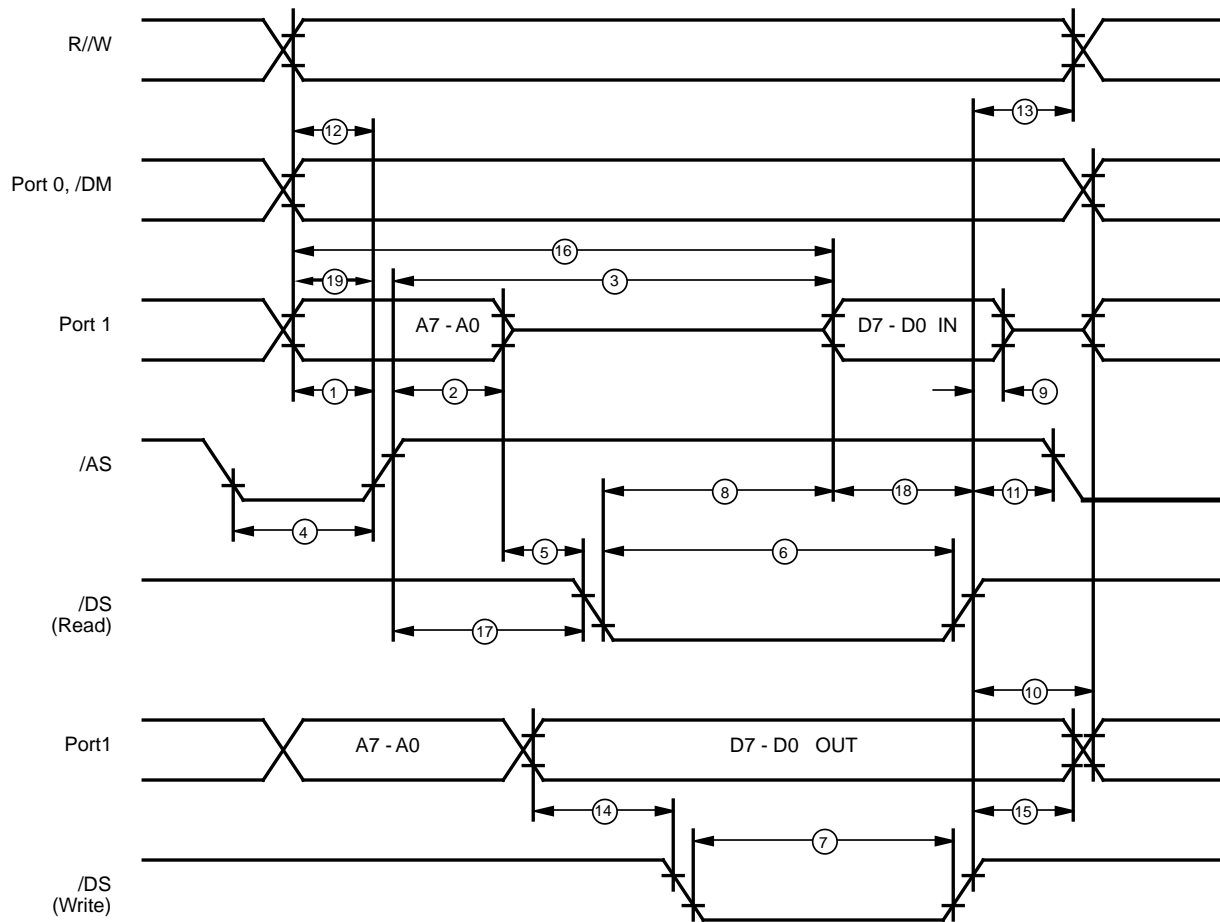 R//W
13
12
Port 0, /DM
16
19
3
Port 1
A7 - A0
D7 - D0 IN
1
2
9
/AS
8
18
11
4
5
6
/DS
(Read)
17
10
Port1
A7 - A0
D7 - D0 OUT
14
15
7
/DS
(Write)